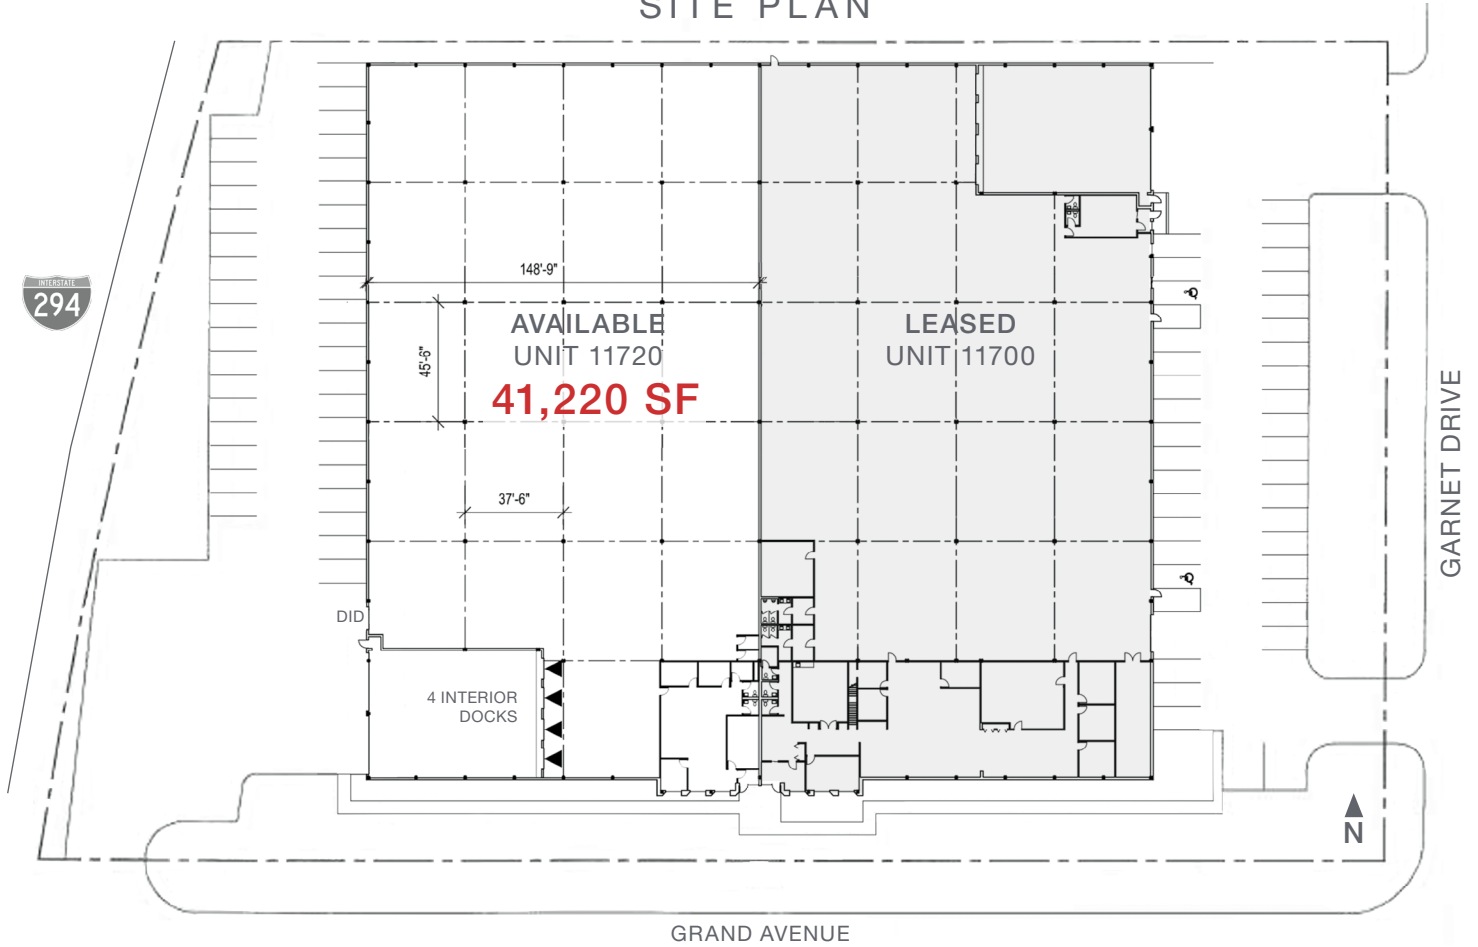 SITE PLAN
INTERSTATE
294
148'-9"
45'-6"
AVAILABLE
UNIT 11720
41,220 SF
LEASED
UNIT 11700
37'-6"
DID
4 INTERIOR
DOCKS
GARNET DRIVE
N
GRAND AVENUE